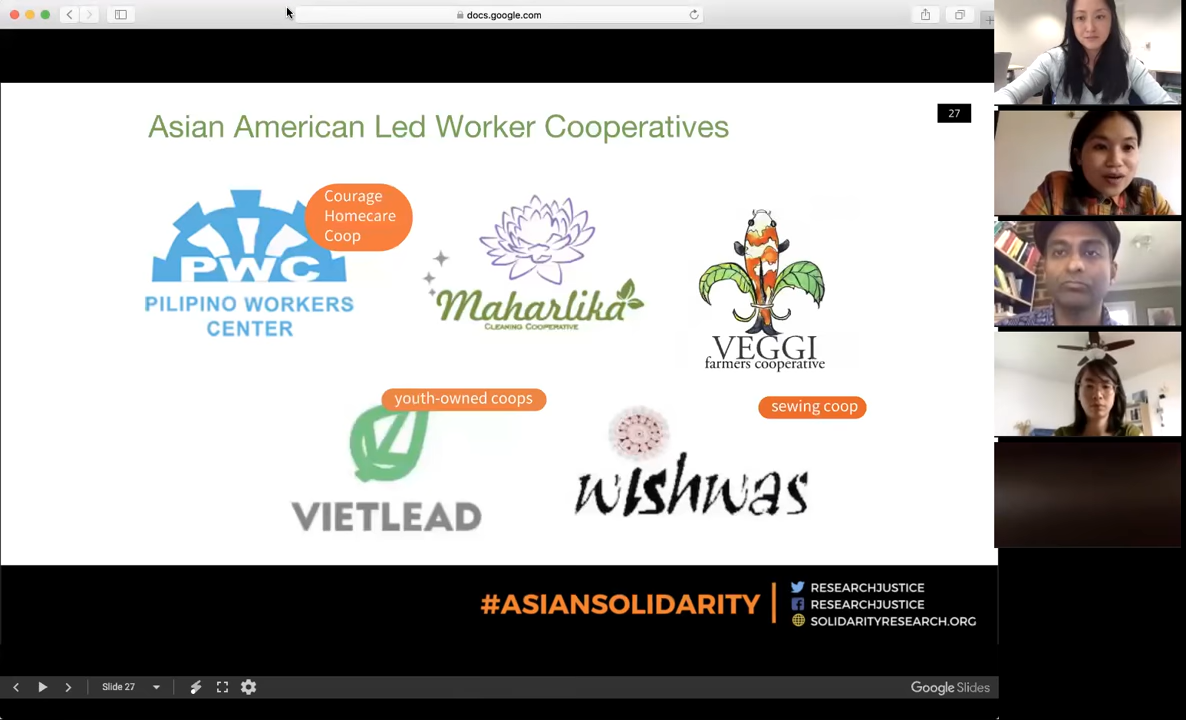 docs.google.com
Asian American Led Worker Cooperatives
27
Courage
Homecare
Coop
PWC
PILIPINO WORKERS
CENTER
Maharlika
CLEANING COOPERATIVE
VEGGI
farmers cooperative
youth-owned coops
VIETLEAD
sewing coop
wishwas
#ASIANSOLIDARITY
RESEARCHJUSTICE
RESEARCHJUSTICE
SOLIDARITYRESEARCH.ORG
Slide 27
Google Slides